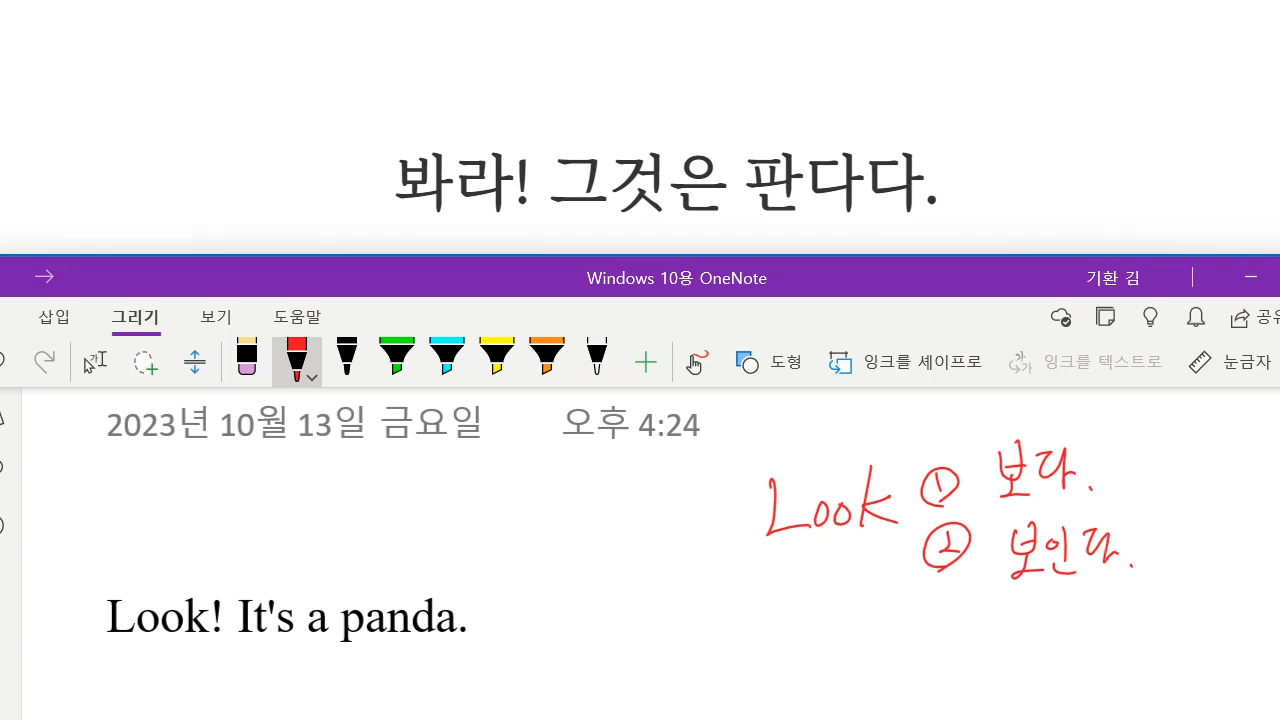 봐라! 그것은 판다다.
Windows 10용 OneNote
기환 김
삽입 그리기 보기 도움말
공유
도형 잉크를 셰이프로 잉크를 텍스트로 눈금자
2023년 10월 13일 금요일 오후 4:24
Look ① 보다.
② 보인다.
Look! It's a panda.